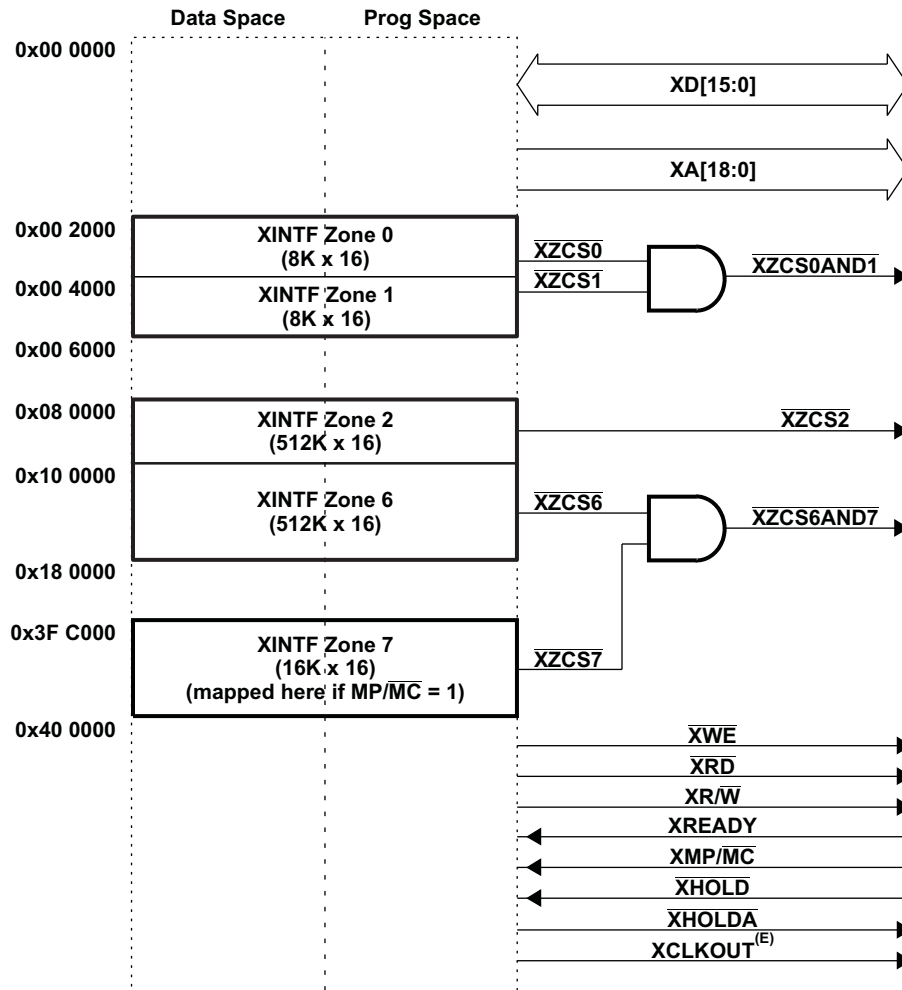 Data Space Prog Space
0x00 0000
XD[15:0]
XA[18:0]
0x00 2000
XINTF Zone 0
(8K x 16)
XZCS0
XZCS1
XZCS0AND1
0x00 4000
XINTF Zone 1
(8K x 16)
0x00 6000
0x08 0000
XINTF Zone 2
(512K x 16)
XZCS2
0x10 0000
XINTF Zone 6
(512K x 16)
XZCS6
XZCS6AND7
0x18 0000
0x3F C000
XINTF Zone 7
(16K x 16)
(mapped here if MP/MC = 1)
XZCS7
0x40 0000
XWE
XRD
XR/W
XREADY
XMP/MC
XHOLD
XHOLDA
XCLKOUT(E)